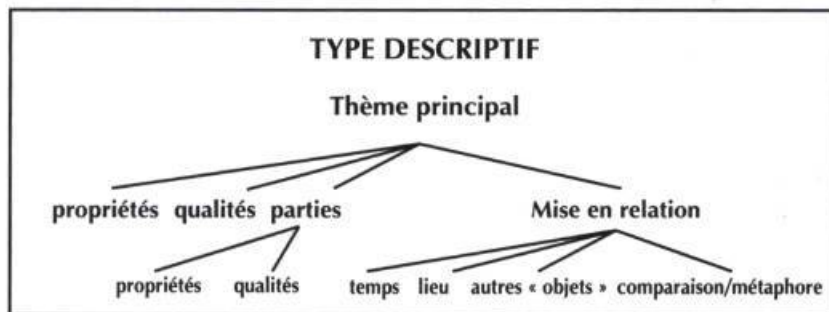 TYPE DESCRIPTIF
Thème principal
propriétés qualités parties Mise en relation
propriétés qualités temps lieu autres « objets » comparaison/métaphore